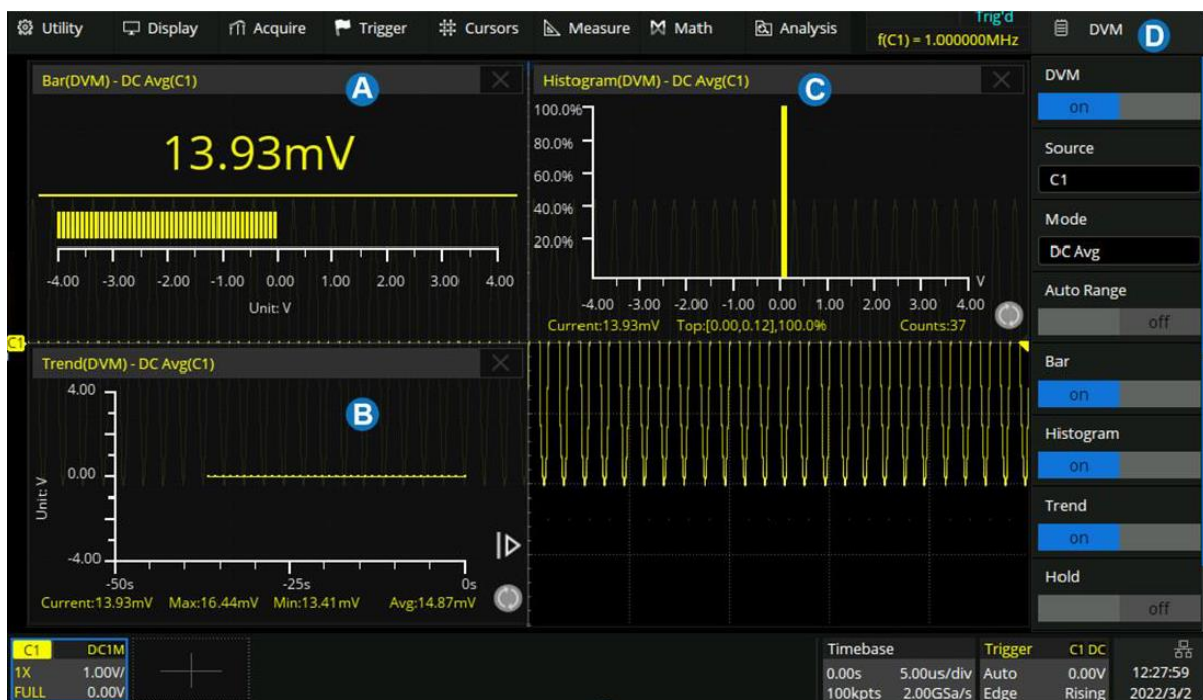 Utility Display Acquire Trigger Cursors Measure Math Analysis
Trig'd
f(C1) = 1.000000MHz
DVM D
Bar(DVM) - DC Avg(C1)
A
13.93mV
-4.00 -3.00 -2.00 -1.00 0.00 1.00 2.00 3.00 4.00
Unit: V
Histogram(DVM) - DC Avg(C1)
C
100.0%
80.0%
60.0%
40.0%
20.0%
V
-4.00 -3.00 -2.00 -1.00 0.00 1.00 2.00 3.00 4.00
Current:13.93mV Top:[0.00,0.12],100.0% Counts:37
C1
Trend(DVM) - DC Avg(C1)
B
4.00
0.00
-4.00
Unit: V
-50s -25s 0s
Current:13.93mV Max:16.44mV Min:13.41mV Avg:14.87mV
DVM
on
Source
C1
Mode
DC Avg
Auto Range
off
Bar
on
Histogram
on
Trend
on
Hold
off
C1 DC1M
1X 1.00V/
FULL 0.00V
Timebase
0.00s 5.00us/div
100kpts 2.00GSa/s
Trigger C1 DC
Auto 0.00V
Edge Rising
12:27:59
2022/3/2